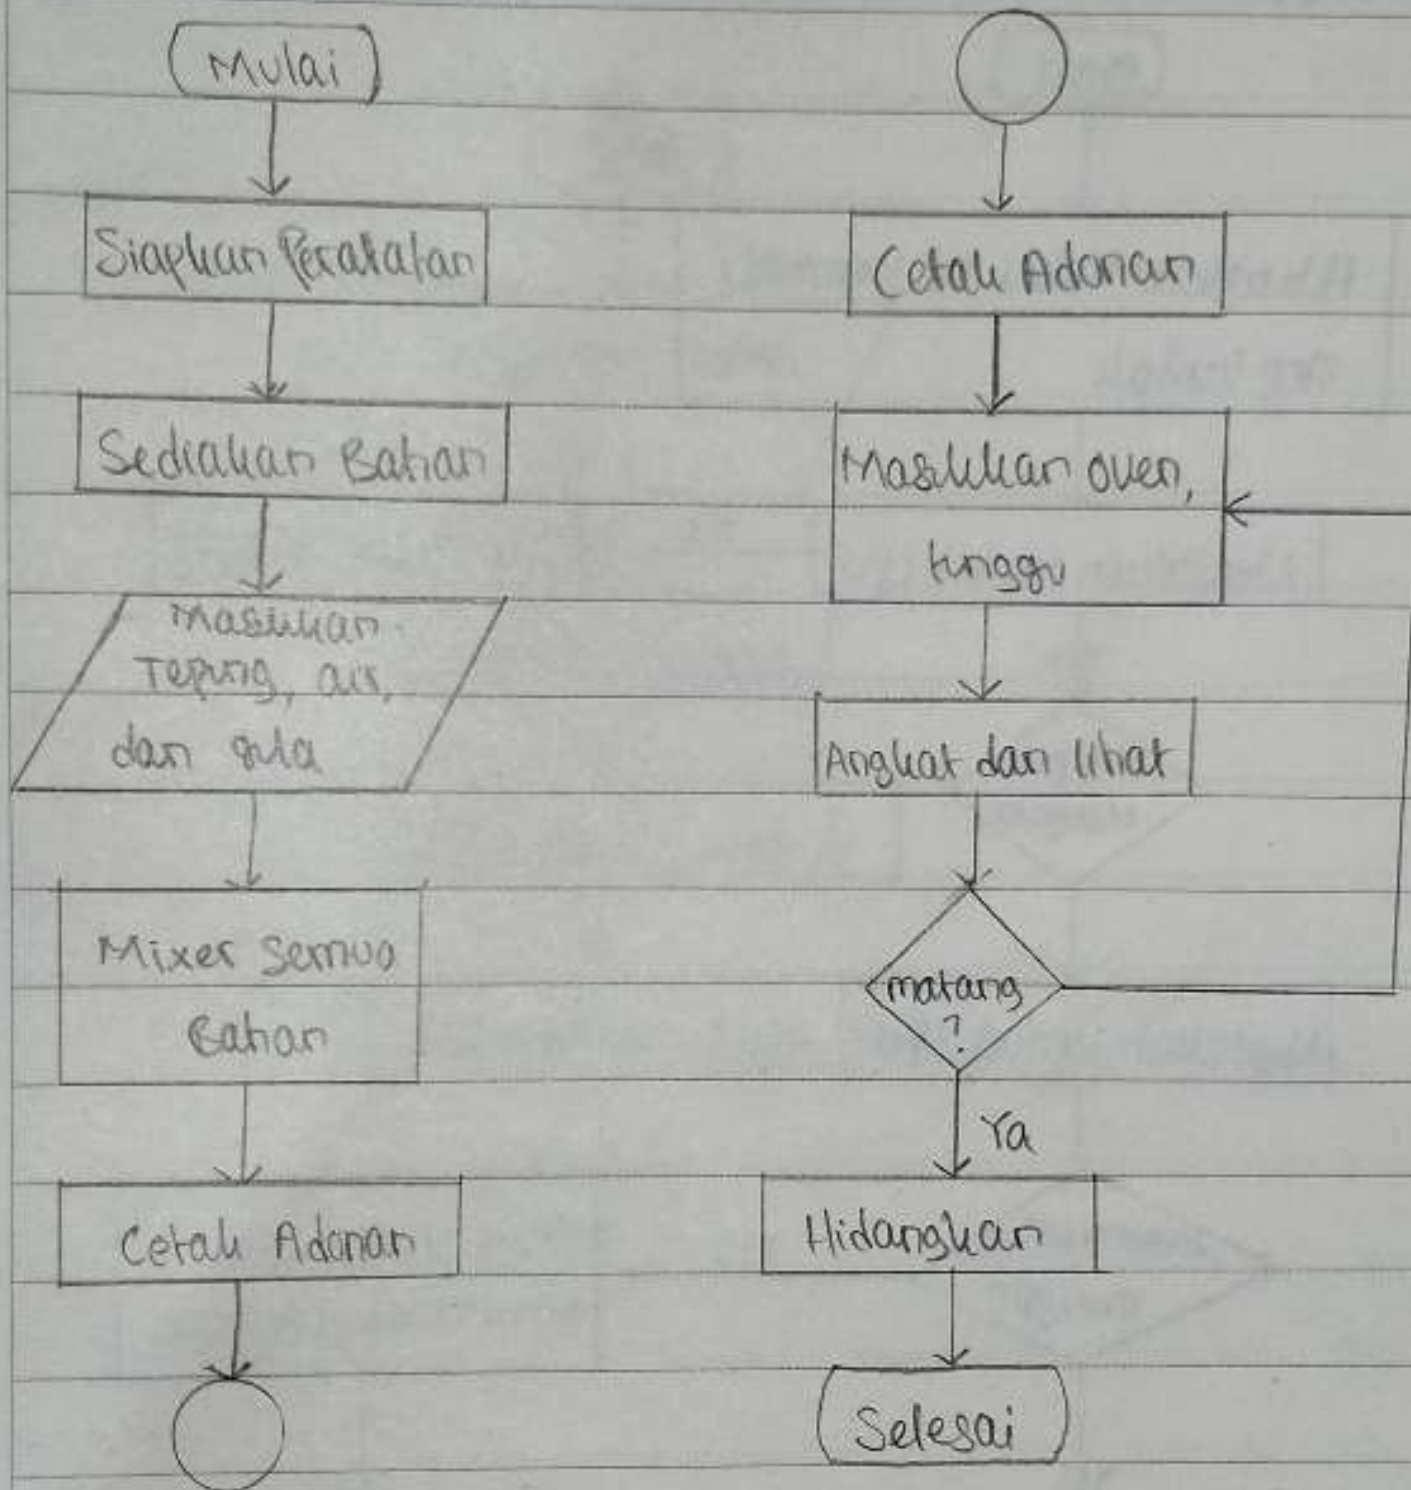 Mulai
Siapkan Peralatan
Sediakan Bahan
Masukkan
Tepung, air,
dan gula
Mixer semua
Bahan
Cetak Adonan
Cetak Adonan
Masukkan oven,
tunggu
Angkat dan lihat
matang
?
Ya
Hidangkan
Selesai